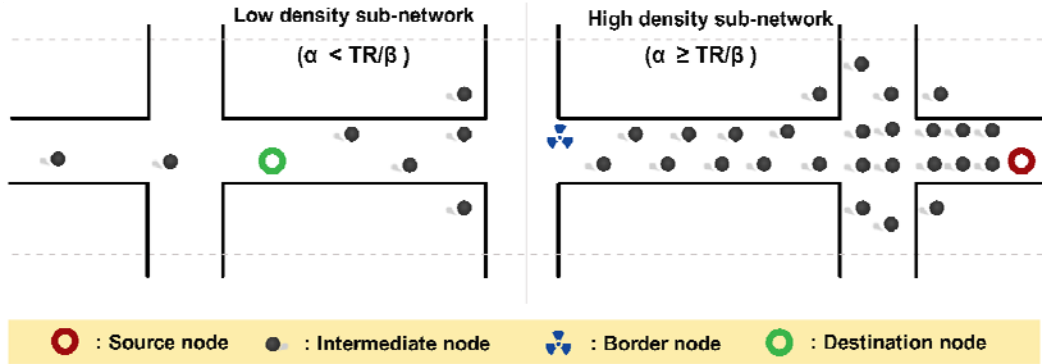 Low density sub-network
(α < TR/β )
High density sub-network
(α ≥ TR/β)
: Source node
: Intermediate node
: Border node
: Destination node